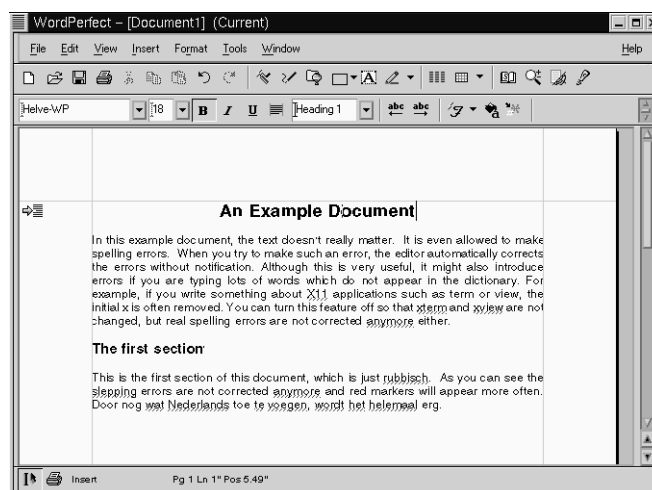 WordPerfect – [Document1] (Current)
File Edit View Insert Format Tools Window Help
Helve-WP 18 B I U Heading 1 abc abc
An Example Document
In this example document, the text doesn't really matter. It is even allowed to make
spelling errors. When you try to make such an error, the editor automatically corrects
the errors without notification. Although this is very useful, it might also introduce
errors if you are typing lots of words which do not appear in the dictionary. For
example, if you write something about X11 applications such as term or view, the
initial x is often removed. You can turn this feature off so that xterm and xview are not
changed, but real spelling errors are not corrected anymore either.
The first section
This is the first section of this document, which is just rubbisch. As you can see the
slepping errors are not corrected anymore and red markers will appear more often.
Door nog wat Nederlands toe te voegen, wordt het helemaal erg.
Insert Pg 1 Ln 1" Pos 5.49"